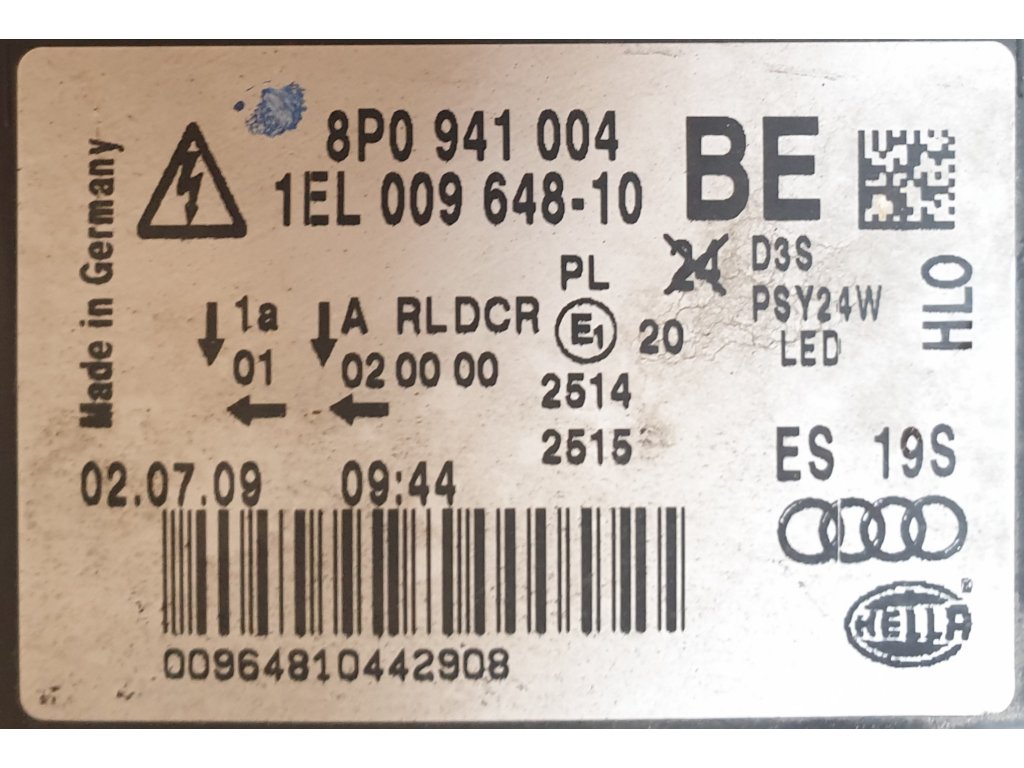 Made in Germany
8P0 941 004
1EL 009 648-10
BE
HLO
PL
24
D3S
PSY24W
LED
1a
A RLDCR
E1
20
01
02 00 00
2514
2515
ES 19S
02.07.09 09:44
00964810442908
HELLA®